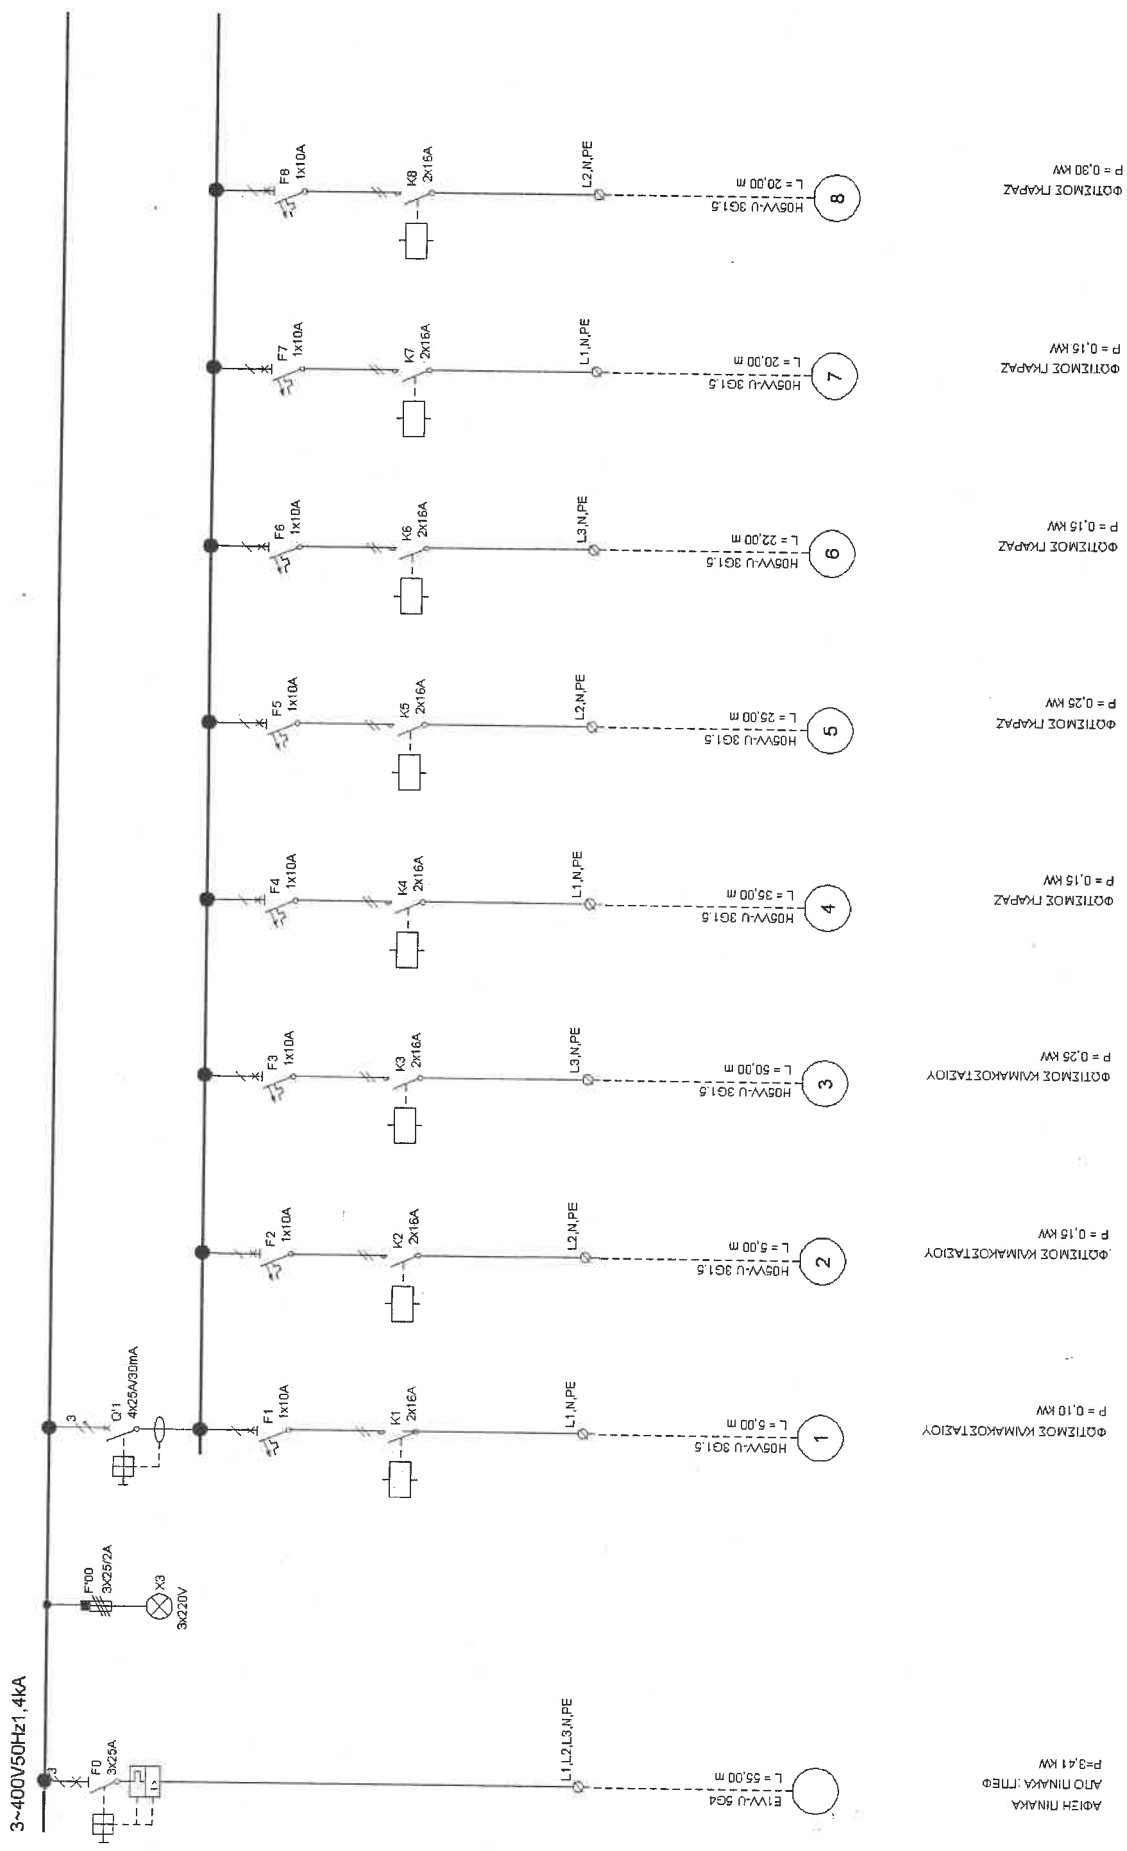 3~400V50Hz1,4kA
3
F0
3x25A
L1,L2,L3,N,PE
E1VV-U 5G4
L = 55,00 m
ΑΦΙΞΗ ΠΙΝΑΚΑ
ΑΠΟ ΠΙΝΑΚΑ :ΓΠΕΦ
P=3,41 KW
F'00
3X25/2A
X3
3x220V
3
Q'1
4x25A/30mA
F1
1x10A
K1
2x16A
L1,N,PE
H05VV-U 3G1.5
L = 5,00 m
1
ΦΩΤΙΣΜΟΣ ΚΛΙΜΑΚΟΣΤΑΣΙΟΥ
P = 0,10 KW
F2
1x10A
K2
2x16A
L2,N,PE
H05VV-U 3G1.5
L = 5,00 m
2
ΦΩΤΙΣΜΟΣ ΚΛΙΜΑΚΟΣΤΑΣΙΟΥ
P = 0,15 KW
F3
1x10A
K3
2x16A
L3,N,PE
H05VV-U 3G1.5
L = 50,00 m
3
ΦΩΤΙΣΜΟΣ ΚΛΙΜΑΚΟΣΤΑΣΙΟΥ
P = 0,25 KW
F4
1x10A
K4
2x16A
L1,N,PE
H05VV-U 3G1.5
L = 35,00 m
4
ΦΩΤΙΣΜΟΣ ΓΚΑΡΑΖ
P = 0,15 KW
F5
1x10A
K5
2x16A
L2,N,PE
H05VV-U 3G1.5
L = 25,00 m
5
ΦΩΤΙΣΜΟΣ ΓΚΑΡΑΖ
P = 0,25 KW
F6
1x10A
K6
2x16A
L3,N,PE
H05VV-U 3G1.5
L = 22,00 m
6
ΦΩΤΙΣΜΟΣ ΓΚΑΡΑΖ
P = 0,15 KW
F7
1x10A
K7
2x16A
L1,N,PE
H05VV-U 3G1.5
L = 20,00 m
7
ΦΩΤΙΣΜΟΣ ΓΚΑΡΑΖ
P = 0,15 KW
F8
1x10A
K8
2x16A
L2,N,PE
H05VV-U 3G1.5
L = 20,00 m
8
ΦΩΤΙΣΜΟΣ ΓΚΑΡΑΖ
P = 0,30 KW